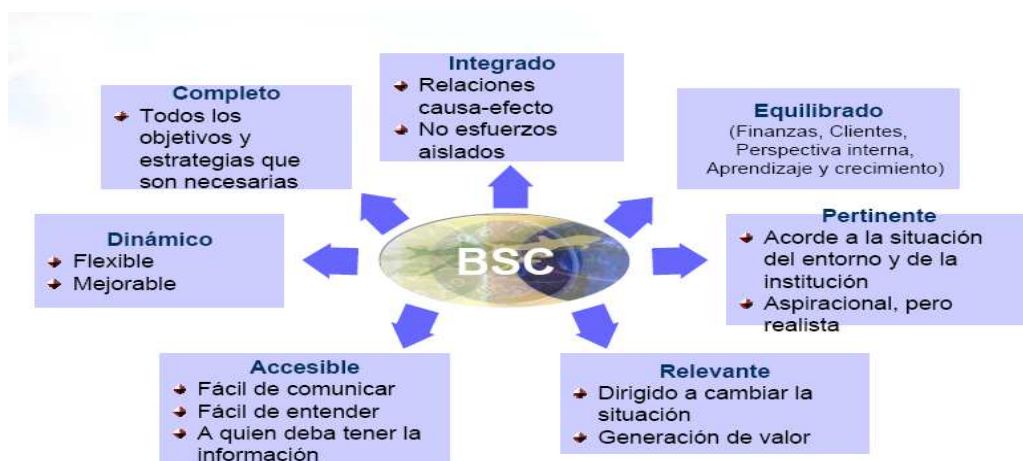 Integrado
Relaciones
causa-efecto
No esfuerzos
aislados
Completo
Todos los
objetivos y
estrategias que
son necesarias
Equilibrado
(Finanzas, Clientes,
Perspectiva interna,
Aprendizaje y crecimiento)
Dinámico
Flexible
Mejorable
BSC
Pertinente
Acorde a la situación
del entorno y de la
institución
Aspiracional, pero
realista
Accesible
Fácil de comunicar
Fácil de entender
A quien deba tener la
información
Relevante
Dirigido a cambiar la
situación
Generación de valor